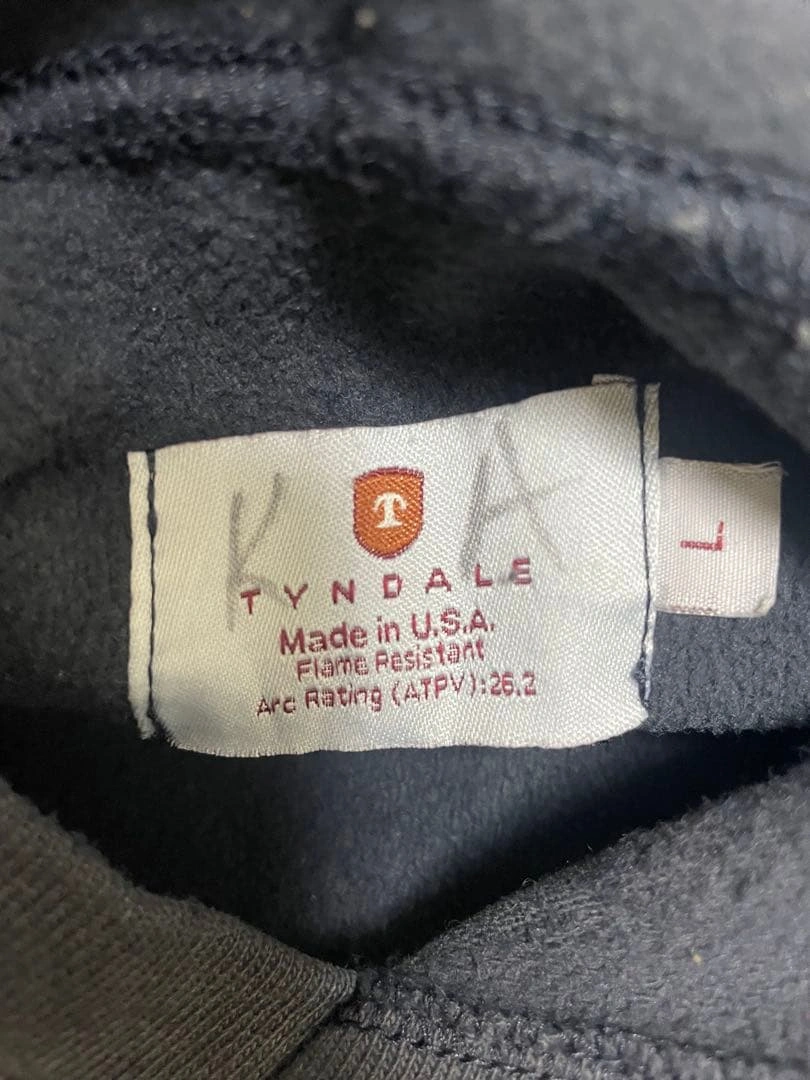 K T A
TYNDALE
Made in U.S.A.
Flame Resistant
Arc Rating (ATPV):26.2
L